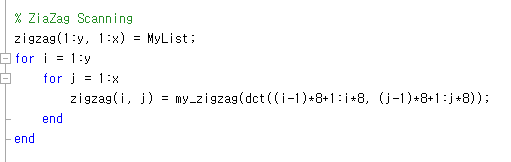 % ZiaZag Scanning
zigzag(1:y, 1:x) = MyList;
for i = 1:y
for j = 1:x
zigzag(i, j) = my_zigzag(dct((i-1)*8+1:i*8, (j-1)*8+1:j*8));
end
end